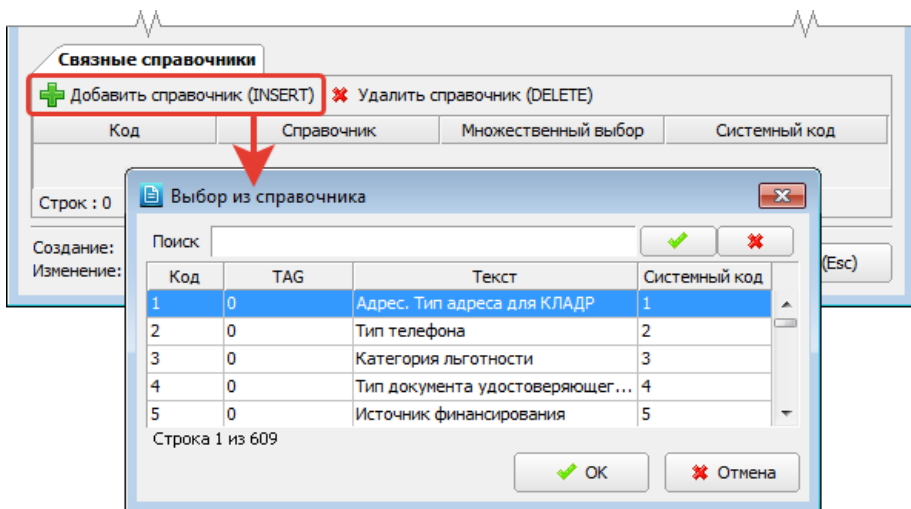 Связные справочники
Добавить справочник (INSERT) Удалить справочник (DELETE)
Код Справочник Множественный выбор Системный код
Строк : 0
Выбор из справочника
Создание:
Изменение:
(Esc)
Поиск
Код TAG Текст Системный код
1 0 Адрес. Тип адреса для КЛАДР 1
2 0 Тип телефона 2
3 0 Категория льготности 3
4 0 Тип документа удостоверяющег... 4
5 0 Источник финансирования 5
Строка 1 из 609
OK Отмена